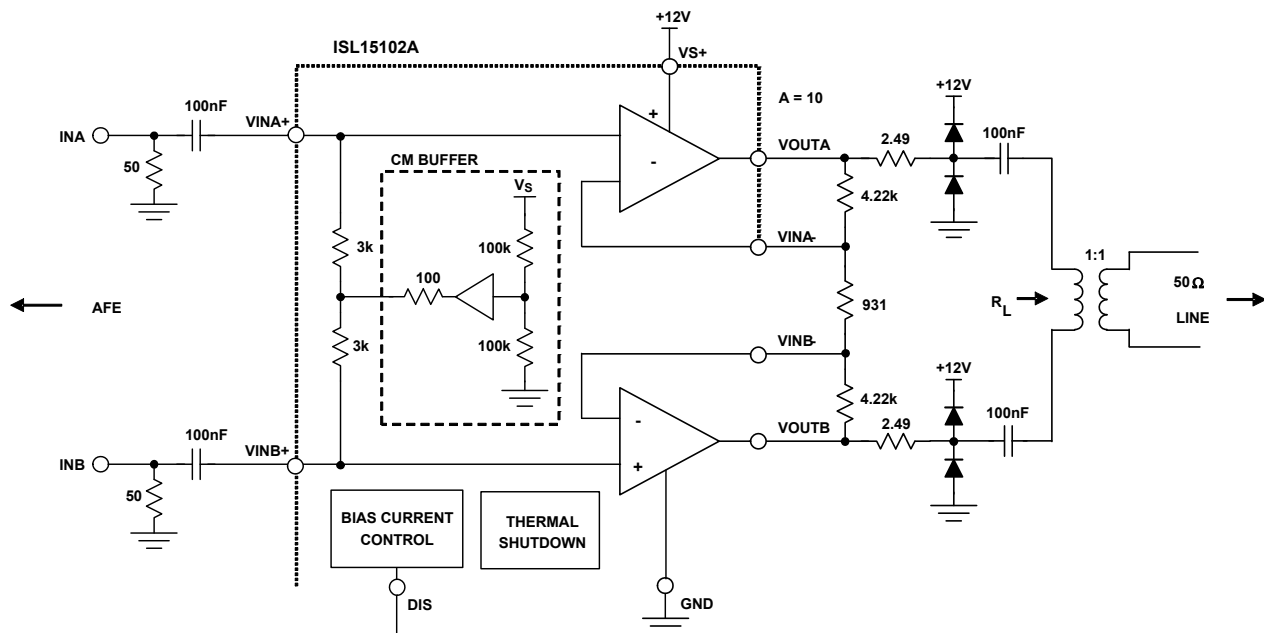 +12V
ISL15102A
VS+
+12V
A = 10
100nF
VINA+
INA
50
+
-
VOUTA
2.49
100nF
CM BUFFER
VS
4.22k
3k
100k
VINA-
100
1:1
AFE
931
RL
50Ω
LINE
3k
100k
VINB-
+12V
4.22k
100nF
-
2.49
VOUTB
100nF
VINB+
INB
+
50
BIAS CURRENT
CONTROL
THERMAL
SHUTDOWN
DIS
GND